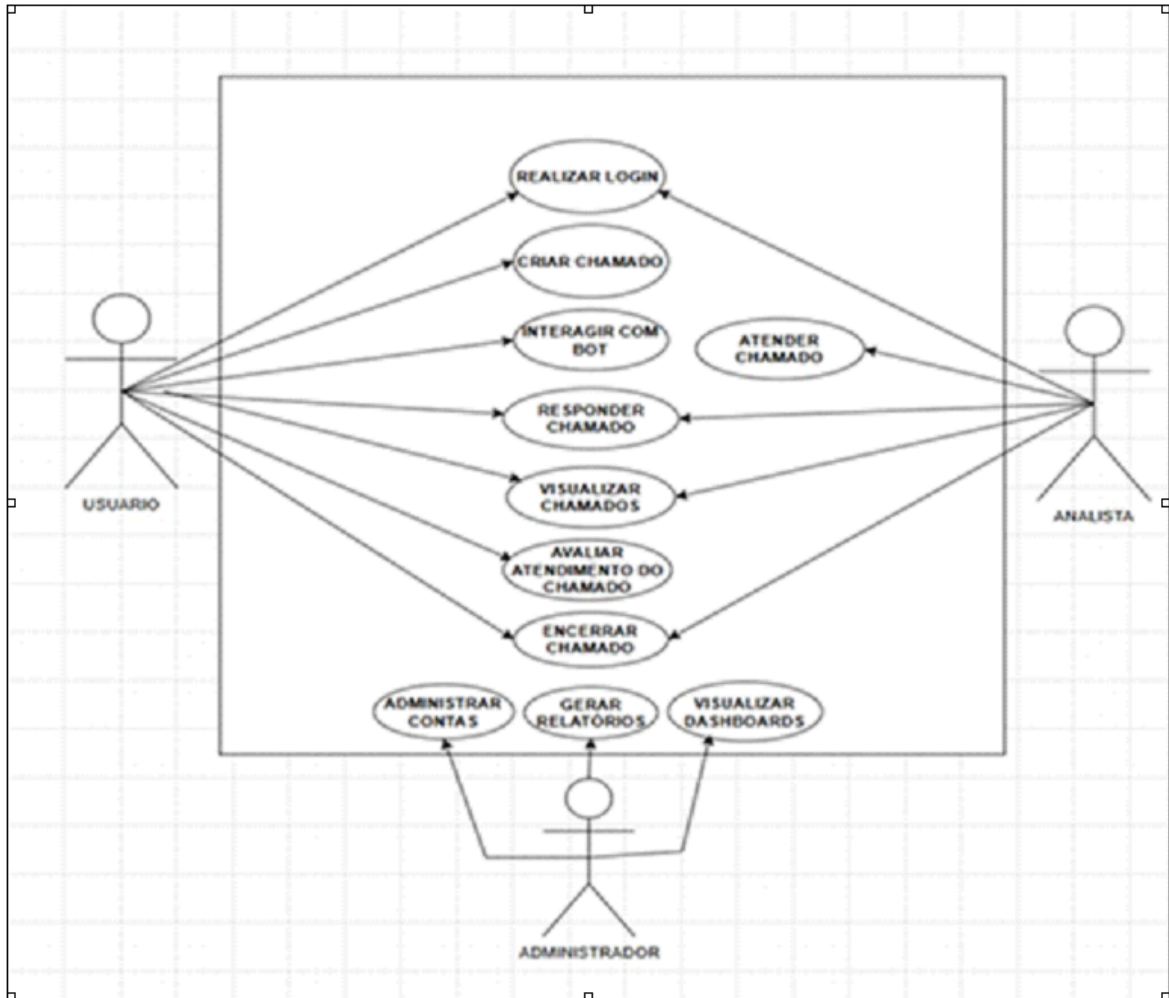 REALIZAR LOGIN
CRIAR CHAMADO
INTERAGIR COM
BOT
ATENDER
CHAMADO
RESPONDER
CHAMADO
VISUALIZAR
CHAMADOS
USUARIO
ANALISTA
AVALIAR
ATENDIMENTO DO
CHAMADO
ENCERRAR
CHAMADO
ADMINISTRAR
CONTAS
GERAR
RELATÓRIOS
VISUALIZAR
DASHBOARDS
ADMINISTRADOR